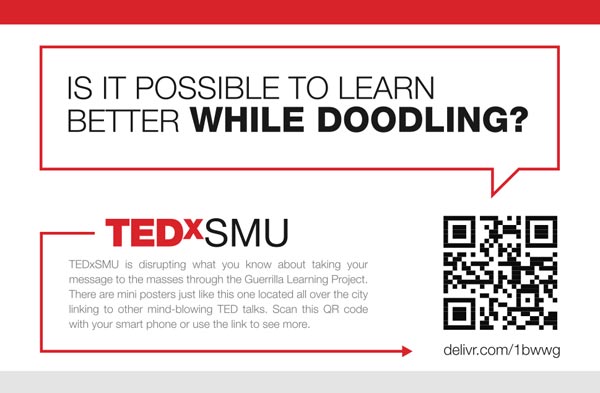 IS IT POSSIBLE TO LEARN
BETTER WHILE DOODLING?
TEDxSMU
TEDxSMU is disrupting what you know about taking your
message to the masses through the Guerrilla Learning Project.
There are mini posters just like this one located all over the city
linking to other mind-blowing TED talks. Scan this QR code
with your smart phone or use the link to see more.
delivr.com/1bwwg